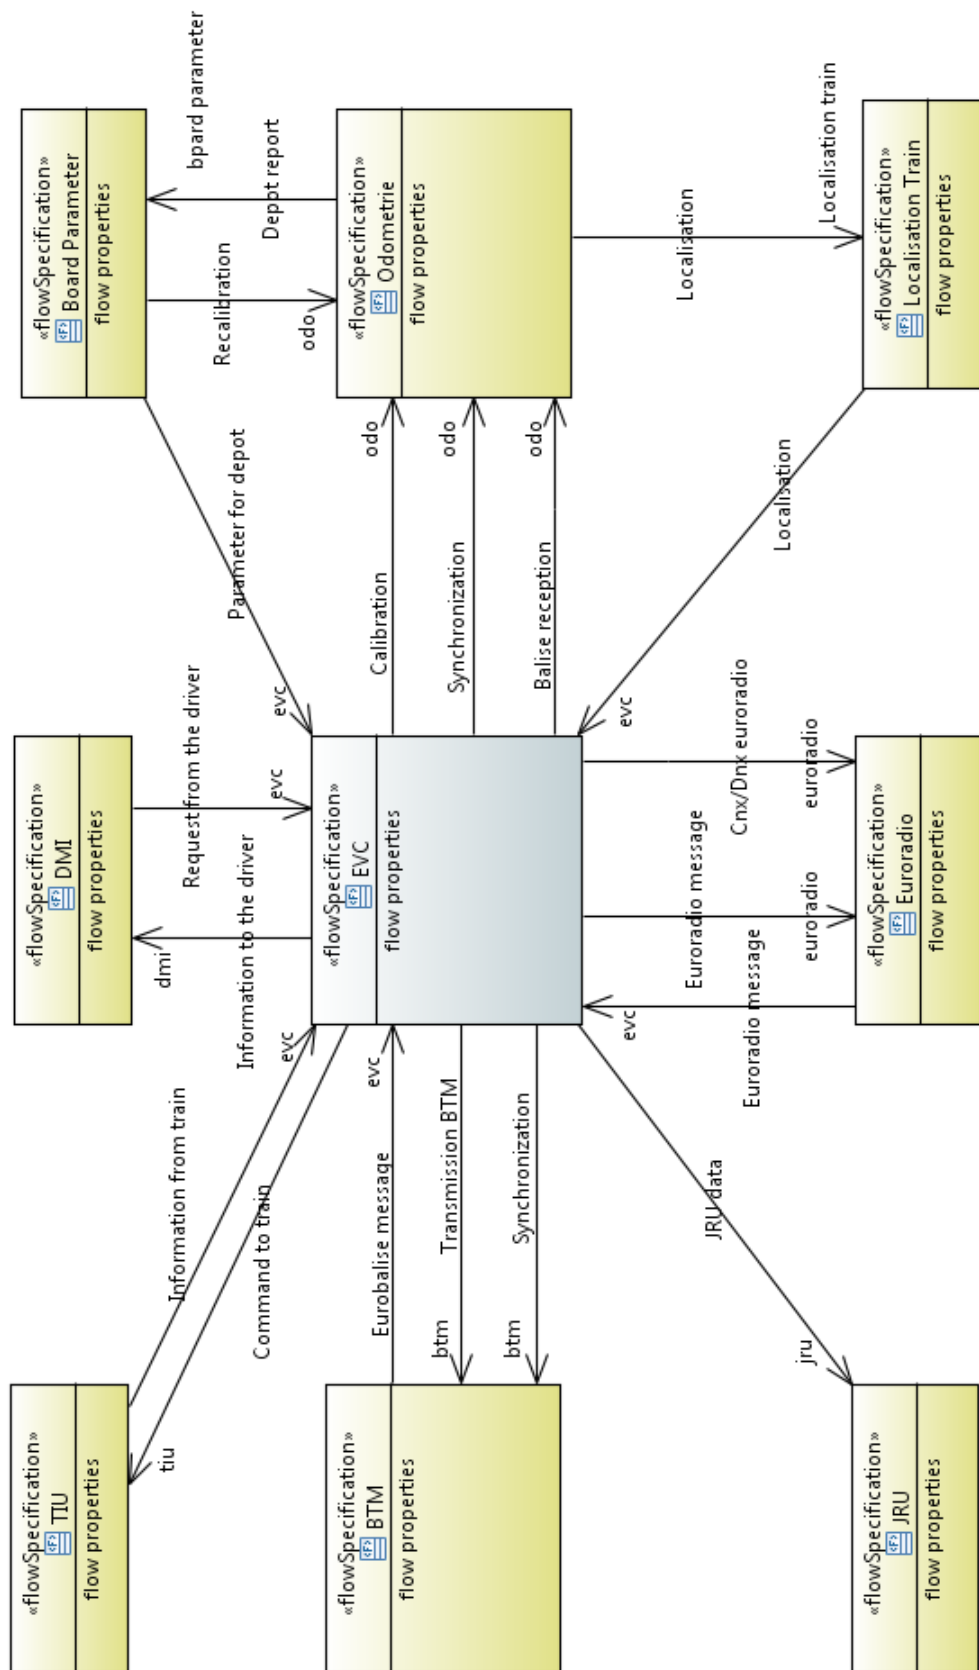 «flowSpecification»
TIU
flow properties
«flowSpecification»
DMI
flow properties
«flowSpecification»
Board Parameter
flow properties
tiu
Information from train
Command to train
evc
dmi
Information to the driver
Request from the driver
evc
evc
Parameter for depot
Recalibration
odo
Depot report
bpard parameter
«flowSpecification»
BTM
flow properties
Eurobalise message
evc
btm
Transmission BTM
btm
Synchronization
«flowSpecification»
EVC
flow properties
Calibration
odo
Synchronization
odo
Balise reception
odo
«flowSpecification»
Odometrie
flow properties
jru
JRU data
evc
Euroradio message
Euroradio message
euroradio
Cnx/Dnx euroradio
euroradio
evc
Localisation
Localisation
Localisation train
«flowSpecification»
JRU
flow properties
«flowSpecification»
Euroradio
flow properties
«flowSpecification»
Localisation Train
flow properties